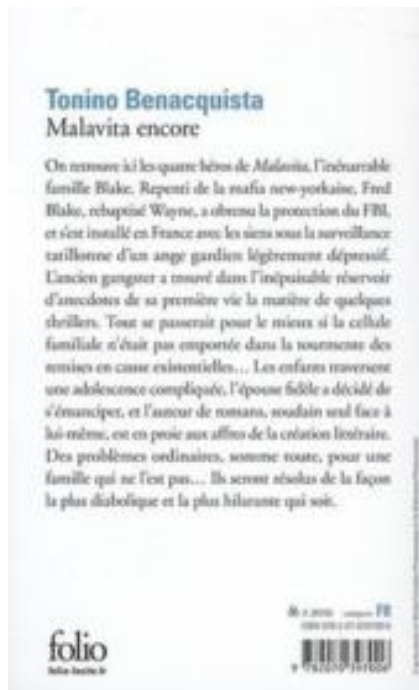 Tonino Benacquista
Malavita encore
On retrouve ici les quatre héros de Malavita, l'inénarrable
famille Blake. Repenti de la mafia new-yorkaise, Fred
Blake, rebaptisé Wayne, a obtenu la protection du FBI,
et s'est installé en France avec les siens sous la surveillance
tatillonne d'un ange gardien légèrement dépressif.
L'ancien gangster a trouvé dans l'inépuisable réservoir
d'anecdotes de sa première vie la matière de quelques
thrillers. Tout se passerait pour le mieux si la cellule
familiale n'était pas emportée dans la tourmente des
remises en cause existentielles... Les enfants traversent
une adolescence compliquée, l'épouse fidèle a décidé de
s'émanciper, et l'auteur de romans, soudain seul face à
lui-même, est en proie aux affres de la création littéraire.
Des problèmes ordinaires, somme toute, pour une
famille qui ne l'est pas... Ils seront résolus de la façon
la plus diabolique et la plus hilarante qui soit.
folio
folio-lesite.fr